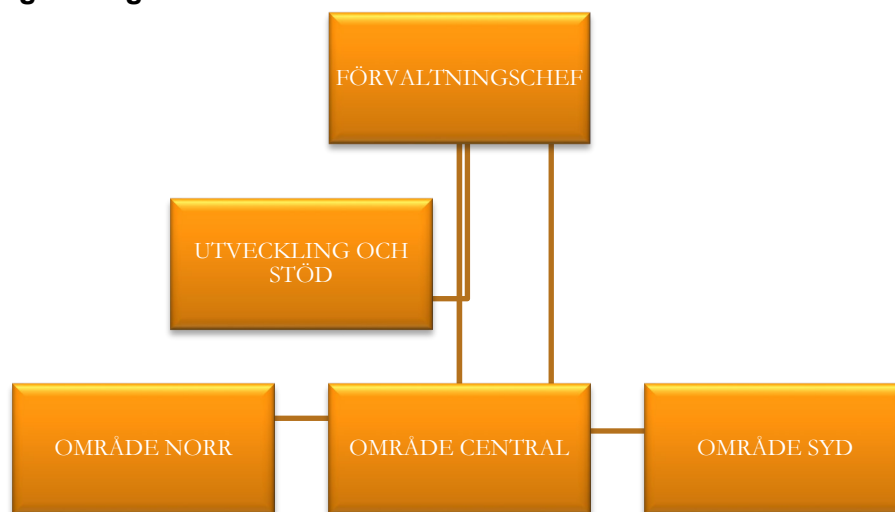 FÖRVALTNINGSCHEF
UTVECKLING OCH
STÖD
OMRÅDE NORR
OMRÅDE CENTRAL
OMRÅDE SYD